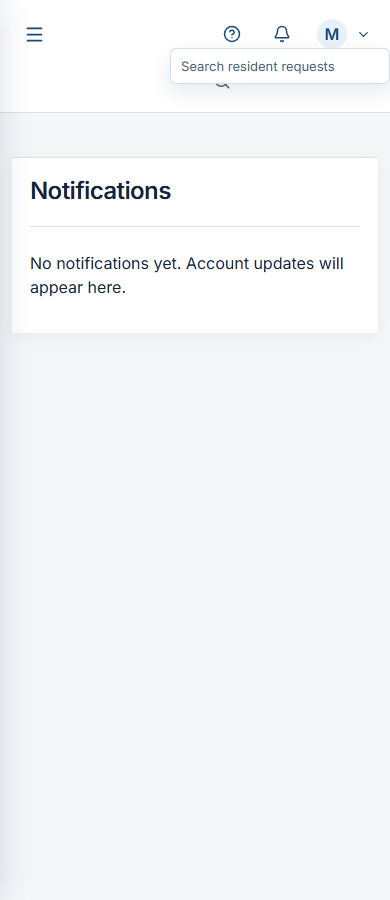 M
Search resident requests
Notifications
No notifications yet. Account updates will
appear here.